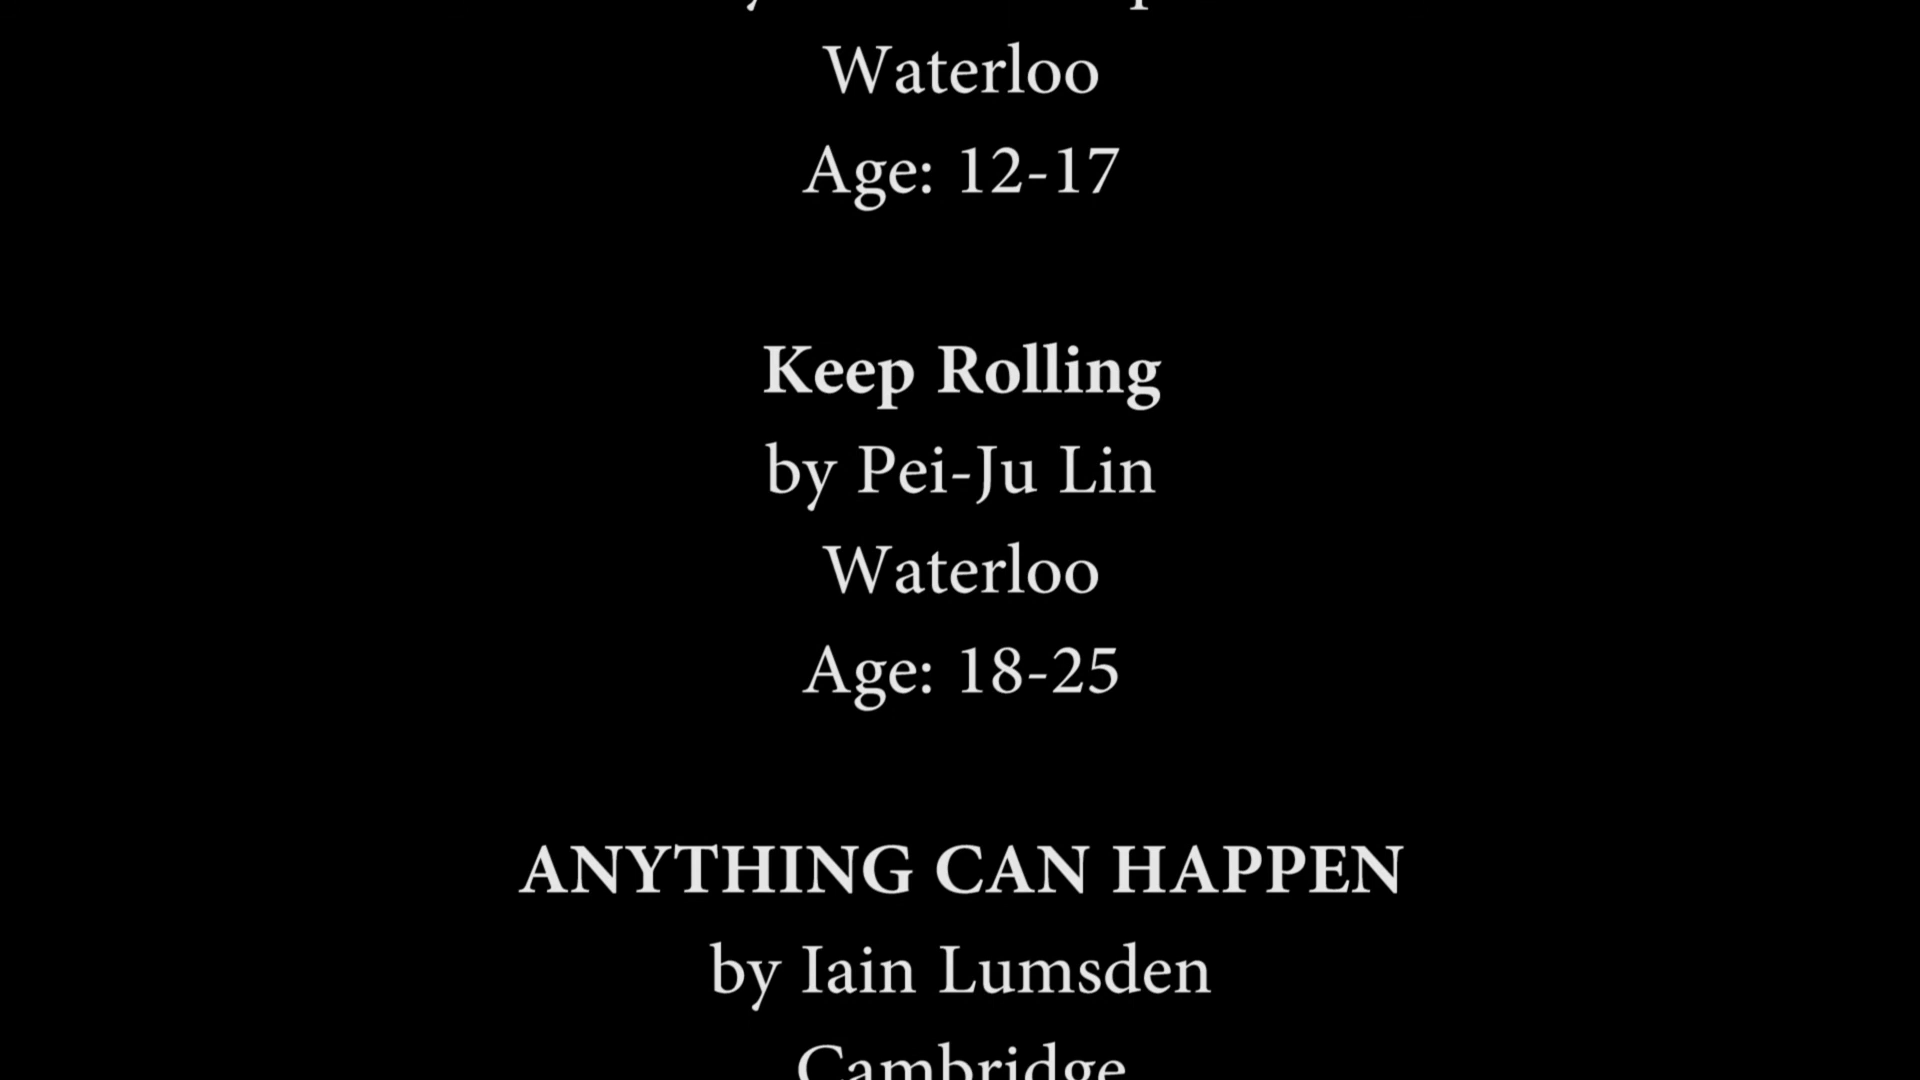 Waterloo
Age: 12-17
Keep Rolling
by Pei-Ju Lin
Waterloo
Age: 18-25
ANYTHING CAN HAPPEN
by Iain Lumsden
Cambridge